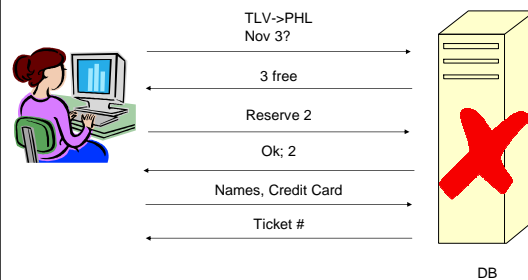 TLV->PHL
Nov 3?
3 free
Reserve 2
Ok; 2
Names, Credit Card
Ticket #
DB